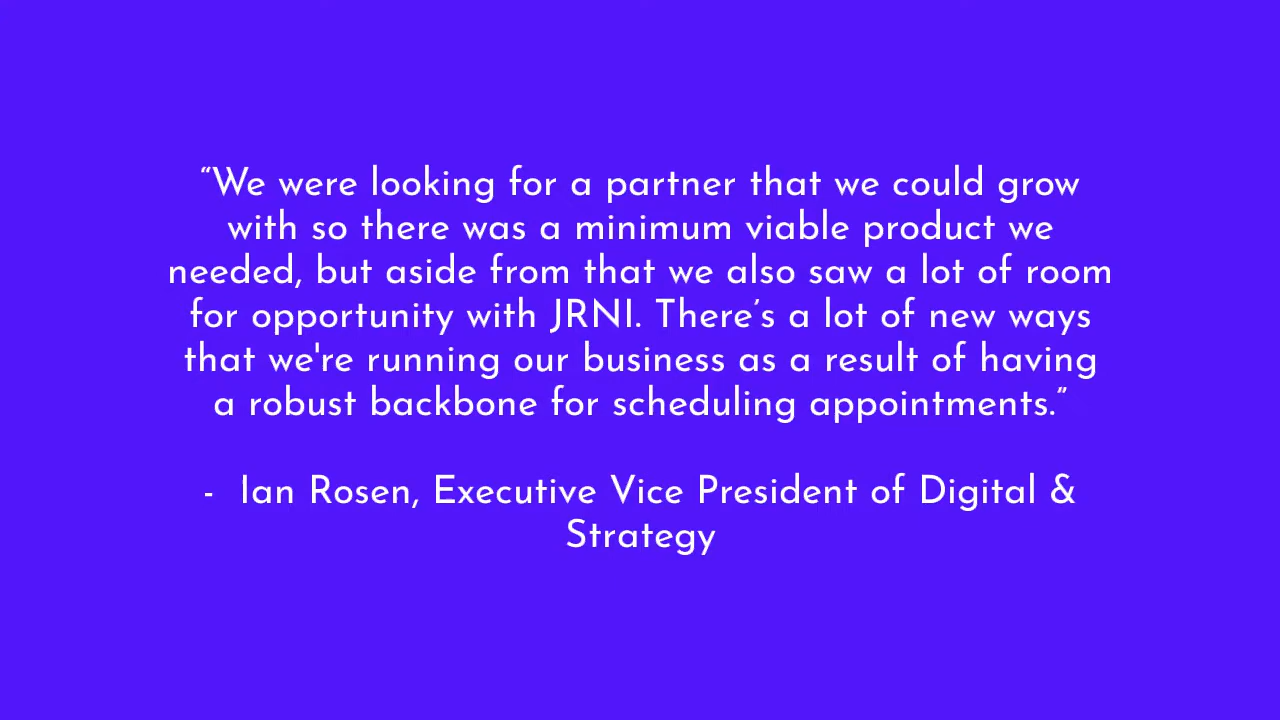 “We were looking for a partner that we could grow
with so there was a minimum viable product we
needed, but aside from that we also saw a lot of room
for opportunity with JRNI. There’s a lot of new ways
that we're running our business as a result of having
a robust backbone for scheduling appointments.”
- Ian Rosen, Executive Vice President of Digital &
Strategy